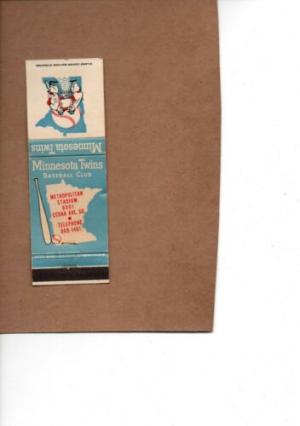 Minnesota Twins
Minnesota Twins
BASEBALL CLUB
METROPOLITAN
STADIUM
8001
CEDAR AVE. SO.
TELEPHONE